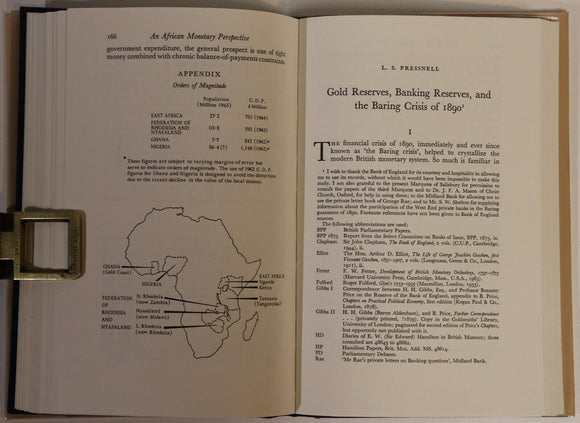 166 An African Monetary Perspective
government expenditure, the general prospect is one of tight
money combined with chronic balance-of-payments constraints.
APPENDIX
Orders of Magnitude
Population G.D.P.
(Million 1965) £ Million
EAST AFRICA 27·2 751 (1964)
FEDERATION OF
RHODESIA AND 10·5 592 (1963)
NYASALAND
GHANA 7·7 542 (1962)*
NIGERIA 56·4 (?) 1,148 (1962)*
* These figures are subject to varying margins of error but
serve to indicate orders of magnitude. The use of 1962 G.D.P.
figures for Ghana and Nigeria is designed to avoid the distortion
due to the recent decline in the value of the local money.
GHANA
(Gold Coast)
NIGERIA
EAST AFRICA
Uganda
Kenya
Tanzania
(Tanganyika)
FEDERATION
OF
RHODESIA
AND
NYASALAND
N. Rhodesia
(now Zambia)
Nyasaland
(now Malawi)
S. Rhodesia
(now Rhodesia)
L. S. PRESSNELL
Gold Reserves, Banking Reserves, and
the Baring Crisis of 1890¹
I
THE financial crisis of 1890, immediately and ever since
known as 'the Baring crisis', helped to crystallize the
modern British monetary system. So much is familiar in
¹ I wish to thank the Bank of England for its courtesy and hospitality in allowing
me to use its records, without which it would have been impossible to make this
study. I am also grateful to the present Marquess of Salisbury for permission to
consult the papers of the third Marquess and to Dr. J. F. A. Mason of Christ
Church, Oxford, for help in using them; to the Midland Bank for allowing me to
use the private letter book of George Rae; and to Mr. S. W. Shelton for supplying
information about the participation of the West End private banks in the Baring
guarantee of 1890. Footnote references have not been given to Bank of England
sources.
The following abbreviations are used:
BPP British Parliamentary Papers.
BPP 1875 Report from the Select Committee on Banks of Issue, BPP, 1875, ix.
Clapham Sir John Clapham, The Bank of England, 2 vols. (C.U.P., Cambridge,
1944), ii.
Elliot The Hon. Arthur D. Elliot, The Life of George Joachim Goschen, first
Viscount Goschen, 1831–1907, 2 vols. (Longmans, Green & Co., London,
1911), ii.
Fetter F. W. Fetter, Development of British Monetary Orthodoxy, 1797–1875
(Harvard University Press, Cambridge, Mass., U.S.A., 1965).
Fulford Roger Fulford, Glyn's 1753–1953 (Macmillan, London, 1953).
Gibbs I Correspondence between H. H. Gibbs, Esq., and Professor Bonamy
Price on the Reserve of the Bank of England, appendix to B. Price,
Chapters on Practical Political Economy, first edition (Kegan Paul & Co.,
London, 1878).
Gibbs II H. H. Gibbs (Baron Aldenham), and B. Price, Further Correspondence
. . . (privately printed, 1879). Copy in the Goldsmiths' Library,
University of London; paginated for second edition of Price's Chapters,
but apparently not published with it.
HD Diaries of E. W. (Sir Edward) Hamilton in British Museum; those
consulted are 48645 to 48662.
HP Hamilton Papers, Brit. Mus. Add. MS. 48614.
PD Parliamentary Debates.
Rae 'Mr Rae's private letters on Banking questions', Midland Bank.